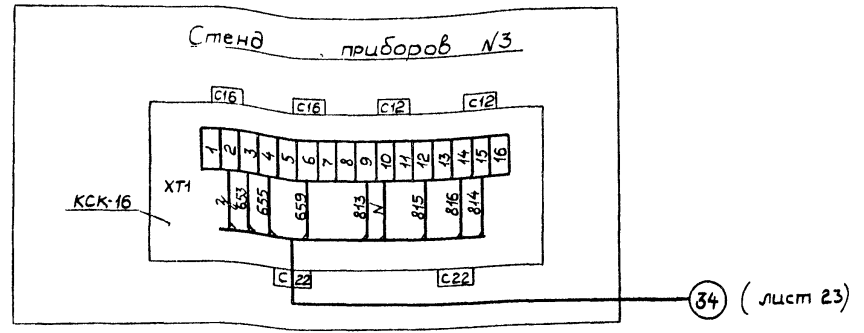 Стенд приборов №3
С16 С16 С12 С12
1 2 3 4 5 6 7 8 9 10 11 12 13 14 15 16
ХТ1
653 655 659 813 N 815 816 814
КСК-16
С22 С22
34 (лист 23)